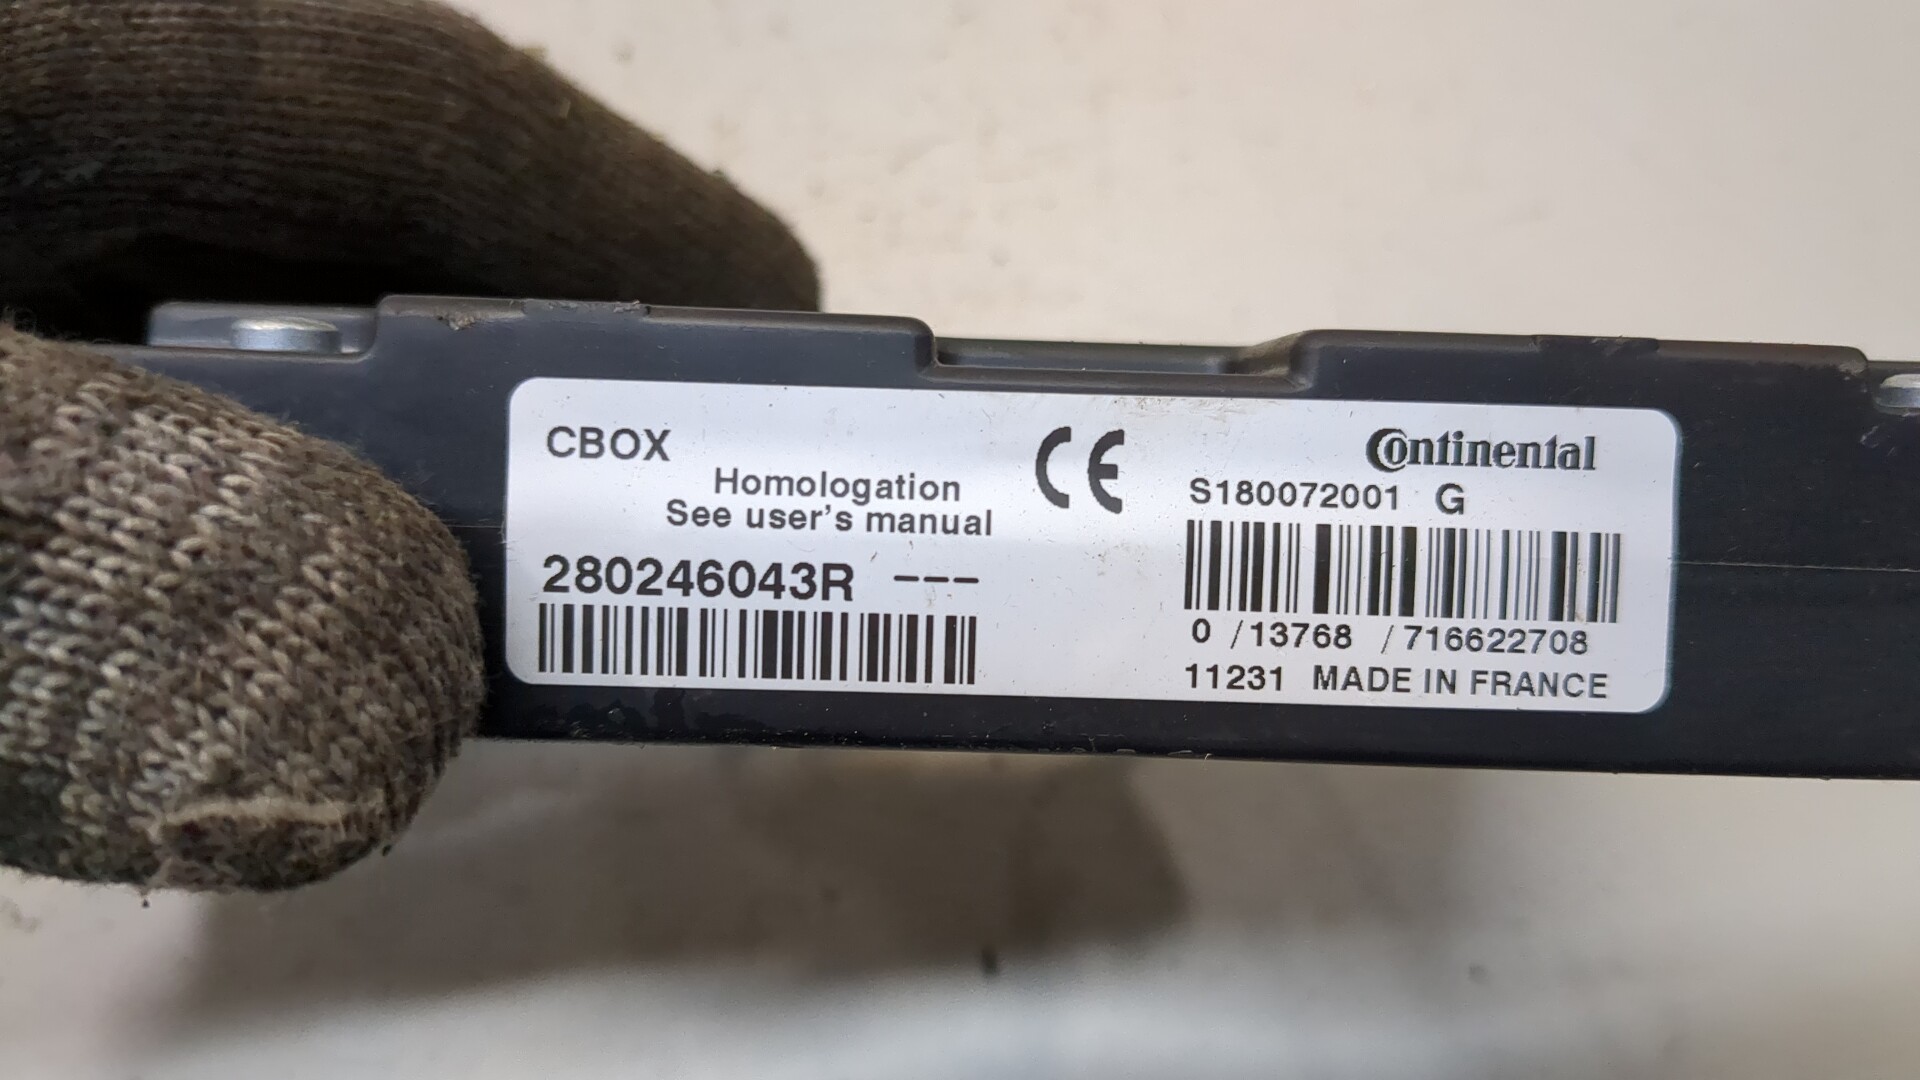 CBOX
Homologation
See user's manual
280246043R ---
CE
Continental
S180072001 G
0 /13768 /716622708
11231 MADE IN FRANCE